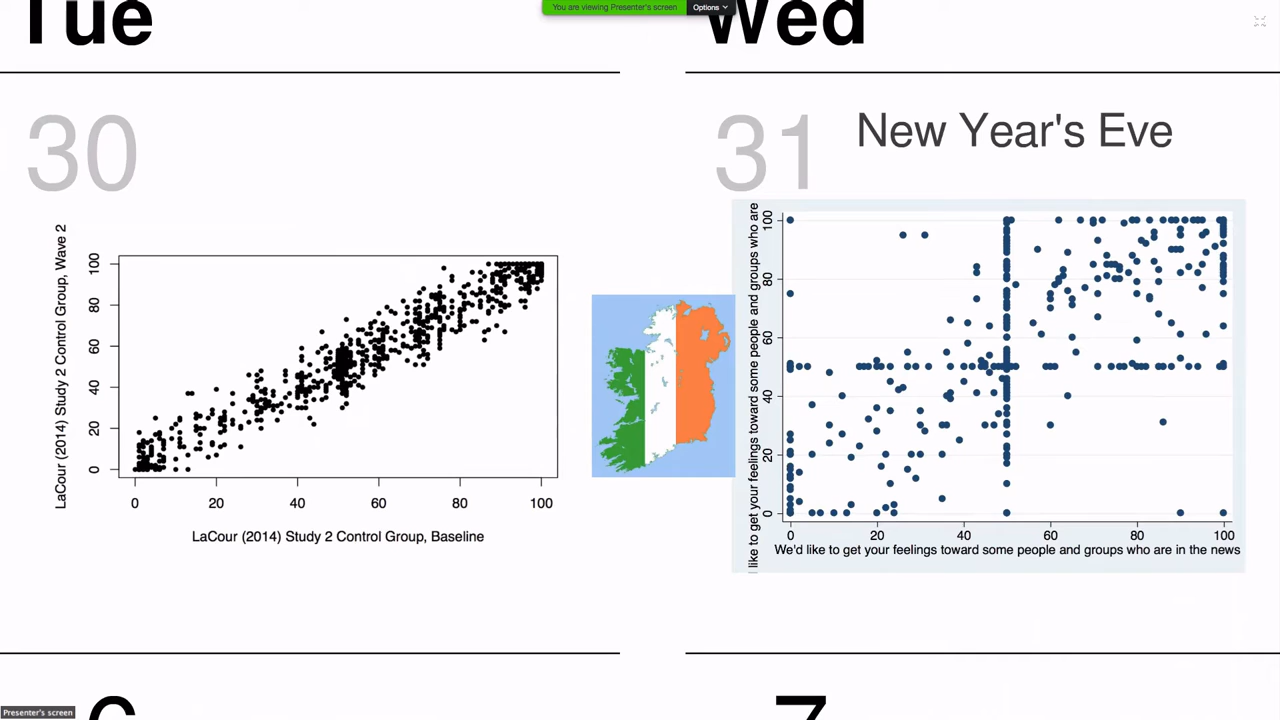 You are viewing Presenter's screen Options
Tue
Wed
30
31 New Year's Eve
LaCour (2014) Study 2 Control Group, Wave 2
100
80
60
40
20
0
0 20 40 60 80 100
LaCour (2014) Study 2 Control Group, Baseline
like to get your feelings toward some people and groups who are
100
80
60
40
20
0
0 20 40 60 80 100
We'd like to get your feelings toward some people and groups who are in the news
Presenter's screen